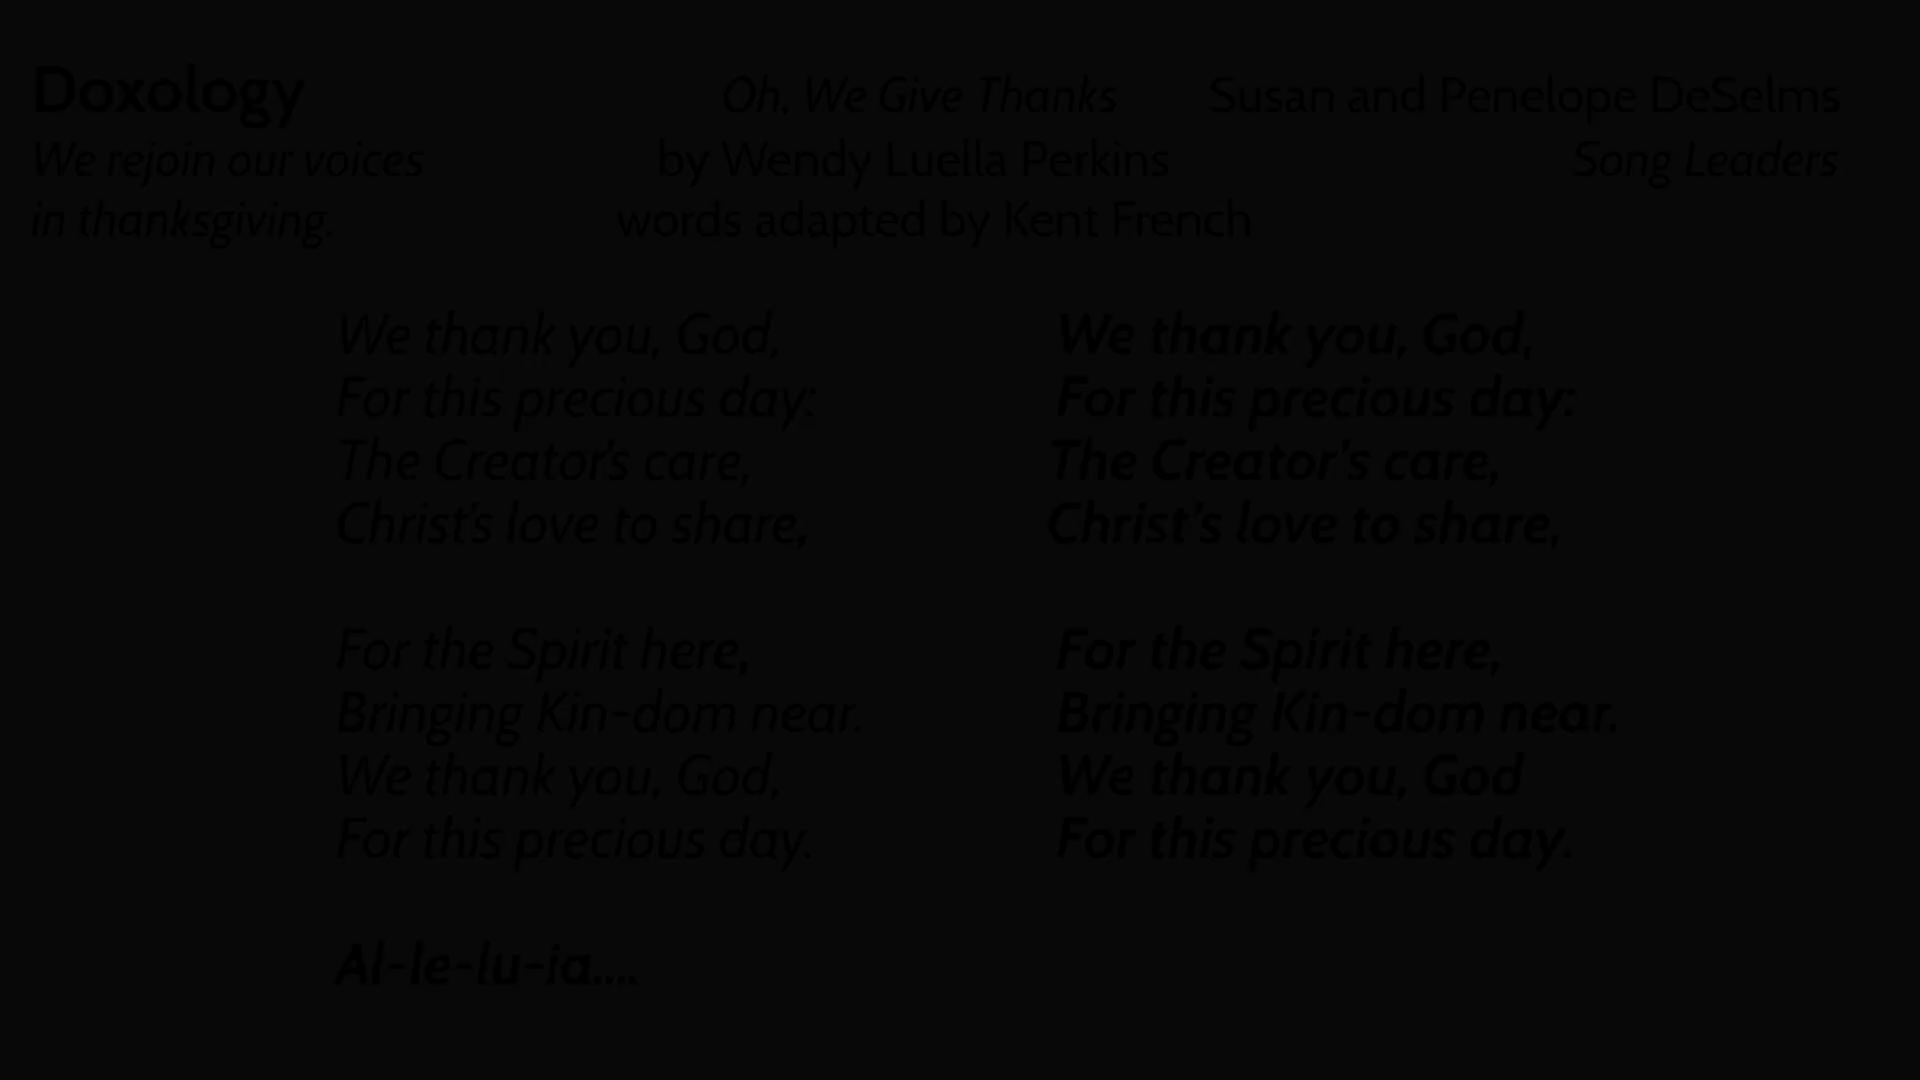 Doxology
Oh, We Give Thanks
Susan and Penelope DeSelms
We rejoin our voices
by Wendy Luella Perkins
Song Leaders
in thanksgiving.
words adapted by Kent French
We thank you, God,
For this precious day:
The Creator's care,
Christ's love to share,
For the Spirit here,
Bringing Kin-dom near.
We thank you, God,
For this precious day.
Al-le-lu-ia....
We thank you, God,
For this precious day:
The Creator's care,
Christ's love to share,
For the Spirit here,
Bringing Kin-dom near.
We thank you, God
For this precious day.